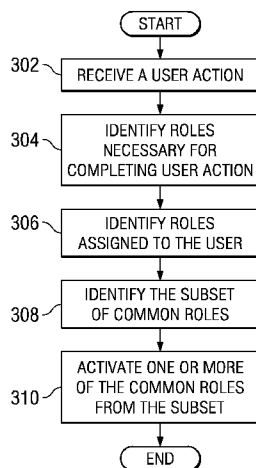 START
302
RECEIVE A USER ACTION
304
IDENTIFY ROLES
NECESSARY FOR
COMPLETING USER ACTION
306
IDENTIFY ROLES
ASSIGNED TO THE USER
308
IDENTIFY THE SUBSET
OF COMMON ROLES
310
ACTIVATE ONE OR MORE
OF THE COMMON ROLES
FROM THE SUBSET
END